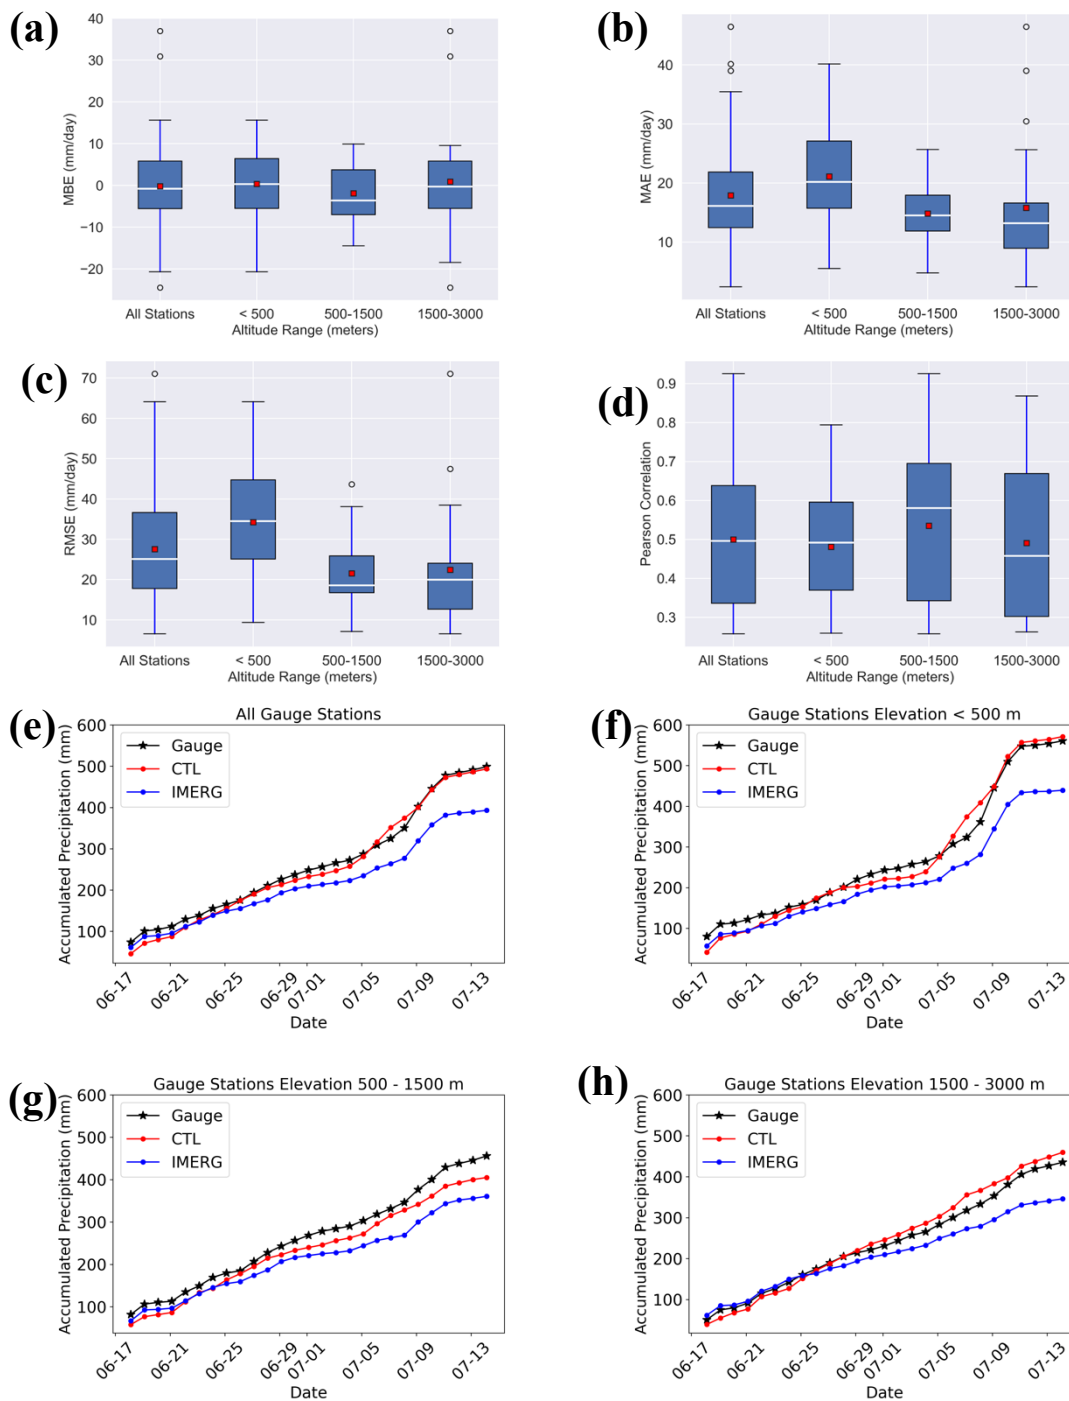 (a)
MBE (mm/day)
40
30
20
10
0
−10
−20
All Stations
< 500
500-1500
1500-3000
Altitude Range (meters)
(b)
MAE (mm/day)
40
30
20
10
All Stations
< 500
500-1500
1500-3000
Altitude Range (meters)
(c)
RMSE (mm/day)
70
60
50
40
30
20
10
All Stations
< 500
500-1500
1500-3000
Altitude Range (meters)
(d)
Pearson Correlation
0.9
0.8
0.7
0.6
0.5
0.4
0.3
All Stations
< 500
500-1500
1500-3000
Altitude Range (meters)
(e)
All Gauge Stations
Accumulated Precipitation (mm)
600
500
400
300
200
100
Gauge
CTL
IMERG
06-17
06-21
06-25
06-29
07-01
07-05
07-09
07-13
Date
(f)
Gauge Stations Elevation < 500 m
Accumulated Precipitation (mm)
600
500
400
300
200
100
Gauge
CTL
IMERG
06-17
06-21
06-25
06-29
07-01
07-05
07-09
07-13
Date
(g)
Gauge Stations Elevation 500 - 1500 m
Accumulated Precipitation (mm)
600
500
400
300
200
100
Gauge
CTL
IMERG
06-17
06-21
06-25
06-29
07-01
07-05
07-09
07-13
Date
(h)
Gauge Stations Elevation 1500 - 3000 m
Accumulated Precipitation (mm)
600
500
400
300
200
100
Gauge
CTL
IMERG
06-17
06-21
06-25
06-29
07-01
07-05
07-09
07-13
Date